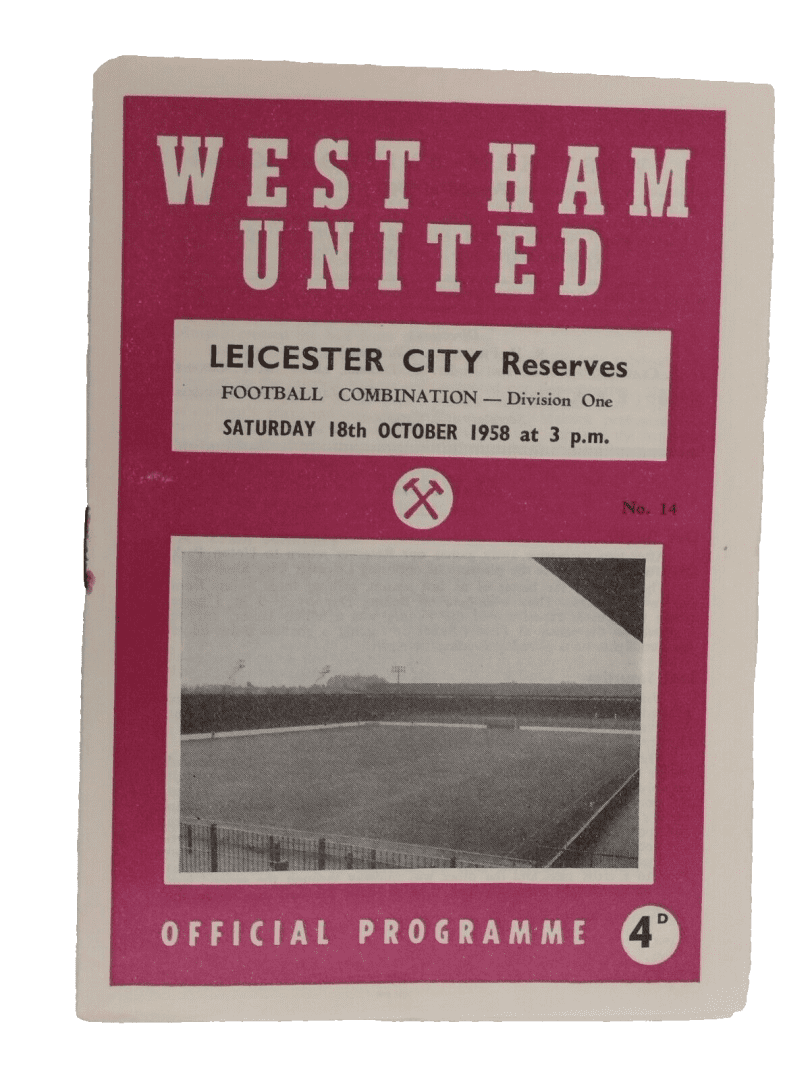 WEST HAM
UNITED
LEICESTER CITY Reserves
FOOTBALL COMBINATION — Division One
SATURDAY 18th OCTOBER 1958 at 3 p.m.
No. 14
OFFICIAL PROGRAMME 4D